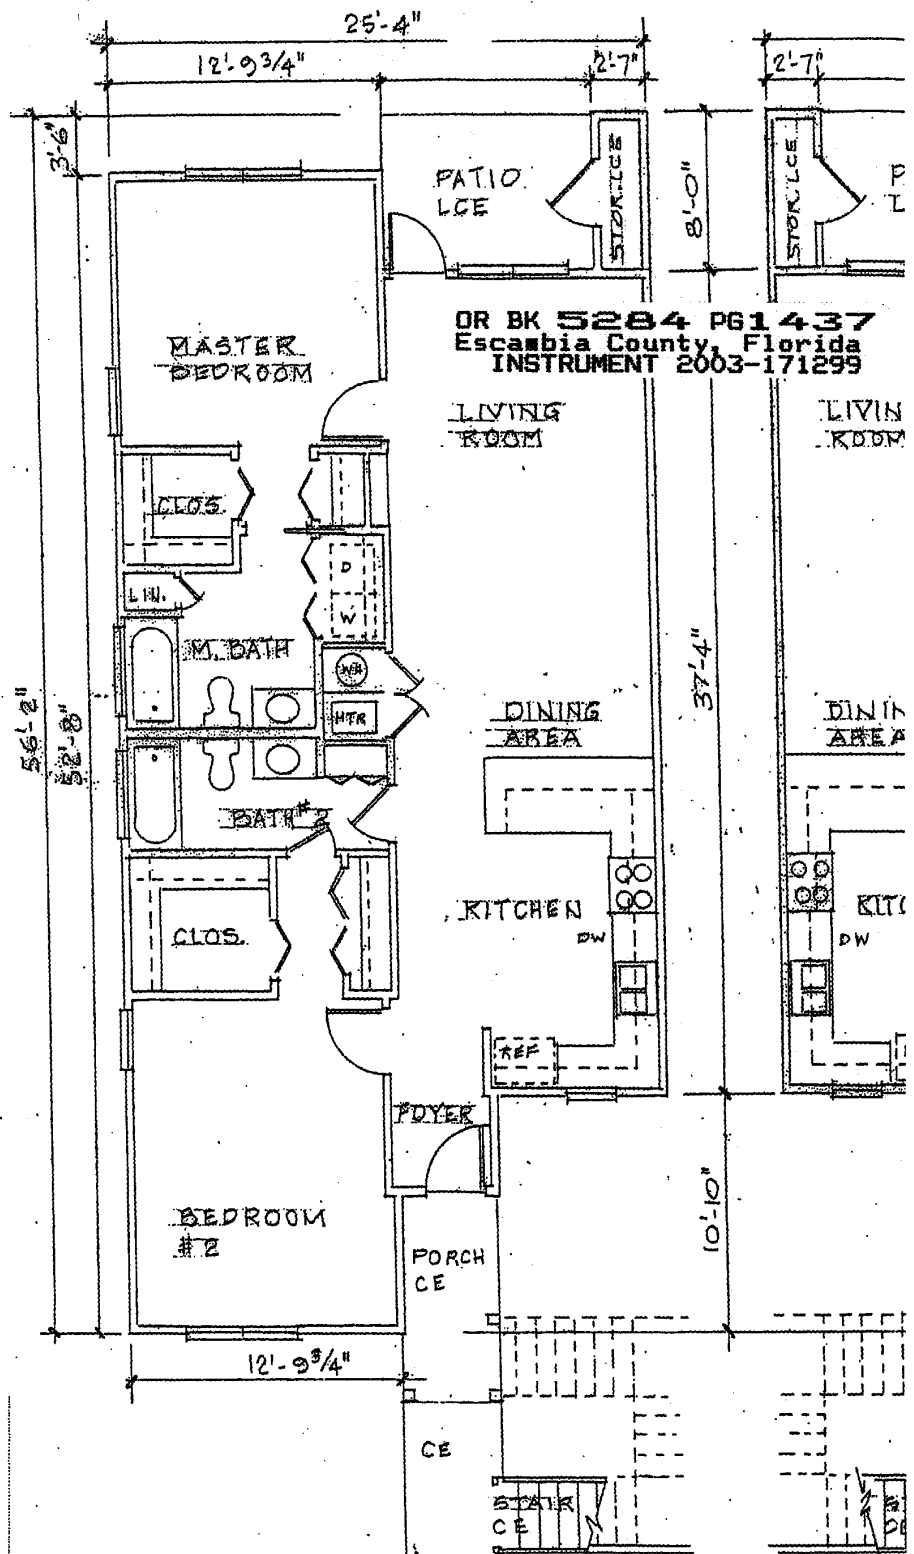 25'-4"
12'-9 3/4"
2'-7"
2'-7"
3'-6"
PATIO
LCE
STOR. LCE
8'-0"
STOR. LCE
P
L
OR BK 5284 PG1437
Escambia County, Florida
INSTRUMENT 2003-171299
MASTER
BEDROOM
LIVING
ROOM
LIVIN
ROOM
CLOS.
D
W
LIN.
M. BATH
WH
HTR
37'-4"
56'-2"
52'-8"
DINING
AREA
DININ
AREA
BATH #2
KITCHEN
DW
KITC
DW
CLOS.
REF
FOYER
10'-10"
BEDROOM
#2
PORCH
CE
12'-9 3/4"
CE
STAIR
CE